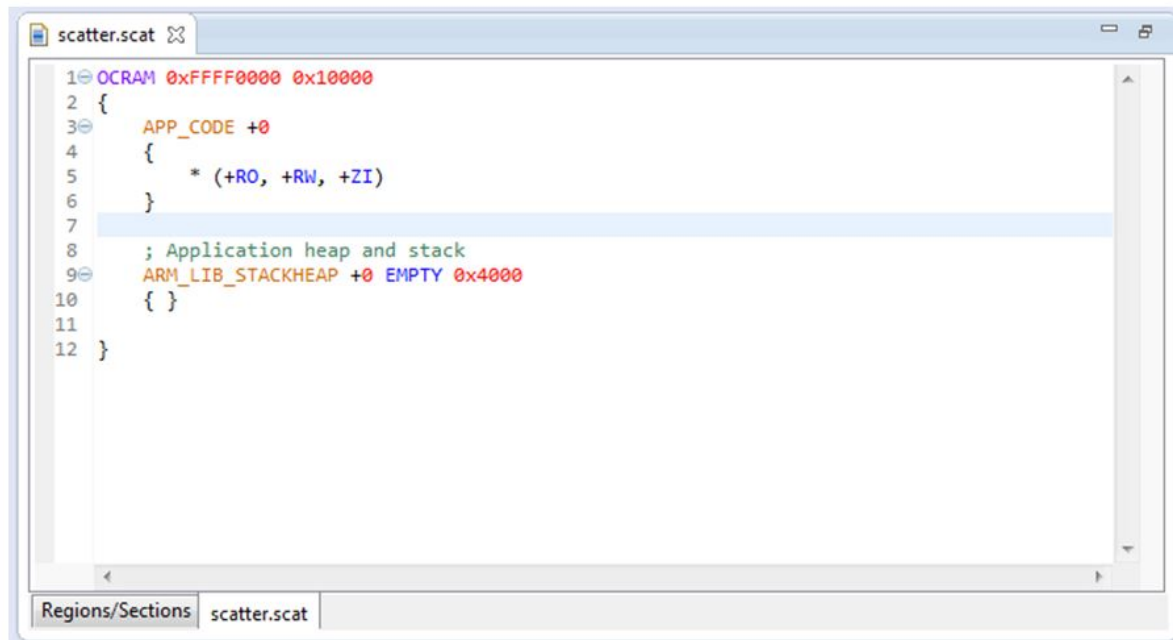 scatter.scat
1 OCRAM 0xFFFF0000 0x10000
2 {
3 APP_CODE +0
4 {
5 * (+RO, +RW, +ZI)
6 }
7
8 ; Application heap and stack
9 ARM_LIB_STACKHEAP +0 EMPTY 0x4000
10 { }
11
12 }
Regions/Sections scatter.scat